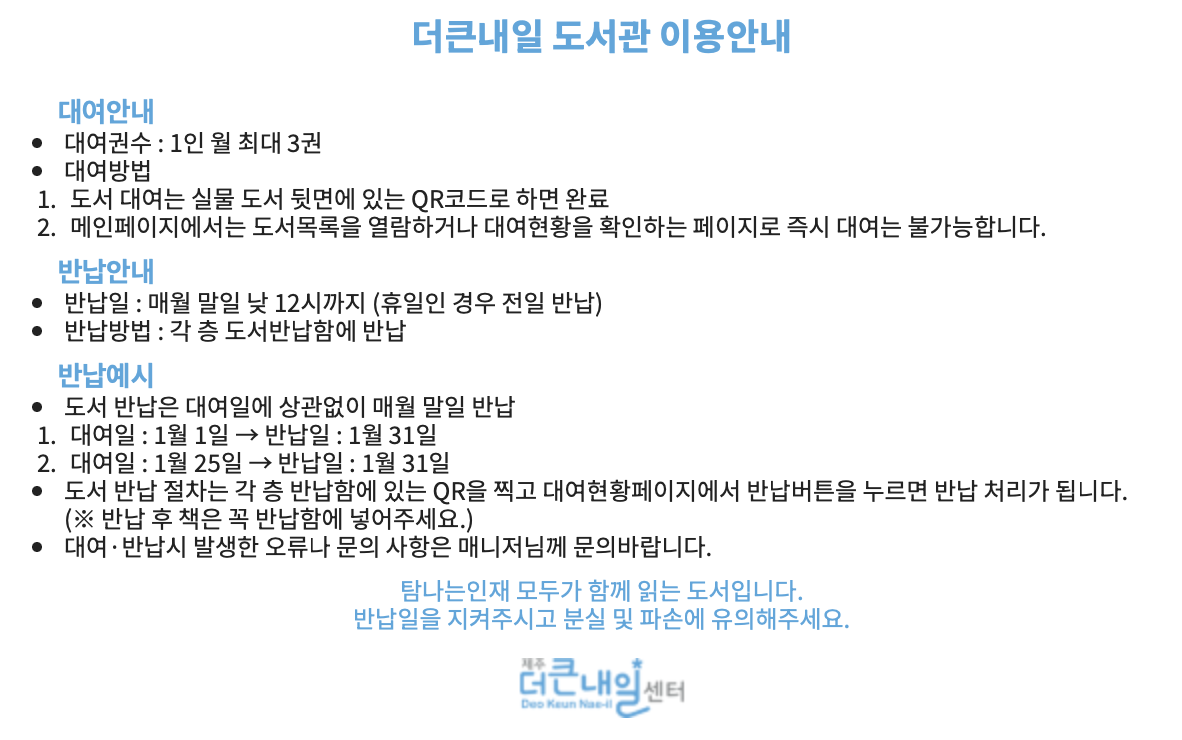 더큰내일 도서관 이용안내
대여안내
• 대여권수 : 1인 월 최대 3권
• 대여방법
1. 도서 대여는 실물 도서 뒷면에 있는 QR코드로 하면 완료
2. 메인페이지에서는 도서목록을 열람하거나 대여현황을 확인하는 페이지로 즉시 대여는 불가능합니다.
반납안내
• 반납일 : 매월 말일 낮 12시까지 (휴일인 경우 전일 반납)
• 반납방법 : 각 층 도서반납함에 반납
반납예시
• 도서 반납은 대여일에 상관없이 매월 말일 반납
1. 대여일 : 1월 1일 → 반납일 : 1월 31일
2. 대여일 : 1월 25일 → 반납일 : 1월 31일
• 도서 반납 절차는 각 층 반납함에 있는 QR을 찍고 대여현황페이지에서 반납버튼을 누르면 반납 처리가 됩니다.
(※ 반납 후 책은 꼭 반납함에 넣어주세요.)
• 대여·반납시 발생한 오류나 문의 사항은 매니저님께 문의바랍니다.
탐나는인재 모두가 함께 읽는 도서입니다.
반납일을 지켜주시고 분실 및 파손에 유의해주세요.
제주
더큰내일센터
Deo Keun Nae-il